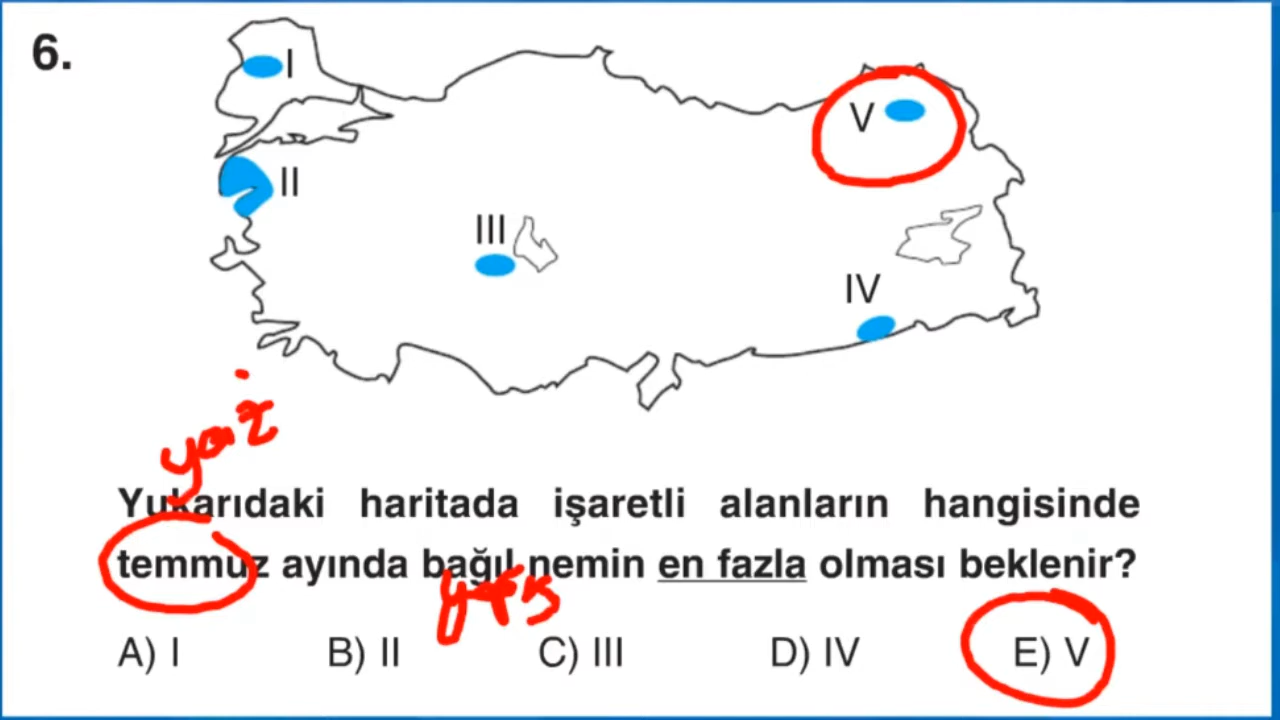 6.
I
V
II
III
IV
yaz
Yukarıdaki haritada işaretli alanların hangisinde
temmuz ayında bağıl nemin en fazla olması beklenir?
A) I B) II C) III D) IV E) V